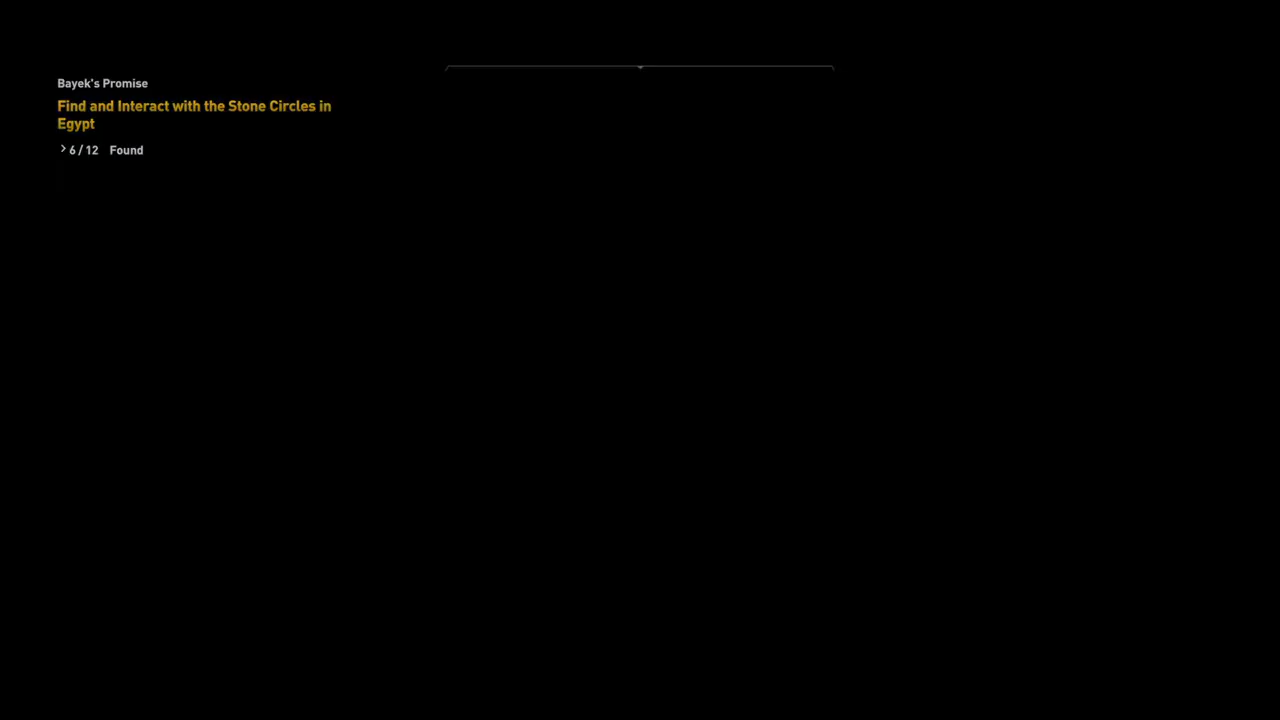 Bayek's Promise
Find and Interact with the Stone Circles in
Egypt
> 6 / 12 Found